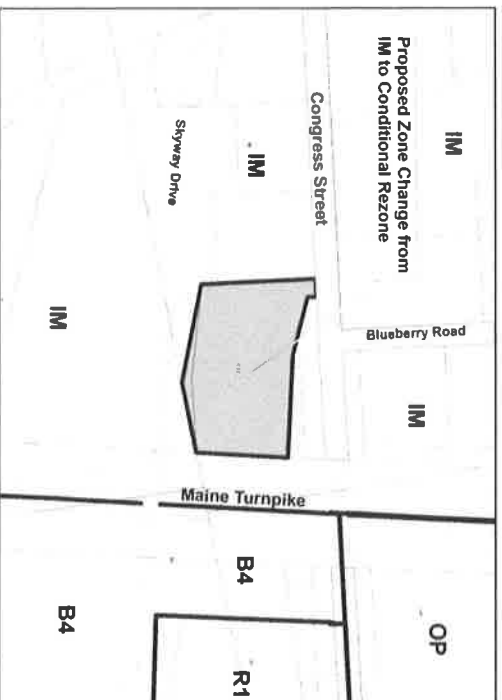 Proposed Zone Change from
IM to Conditional Rezone
IM
Congress Street
Blueberry Road
IM
IM
Skyway Drive
IM
Maine Turnpike
B4
OP
B4
R1